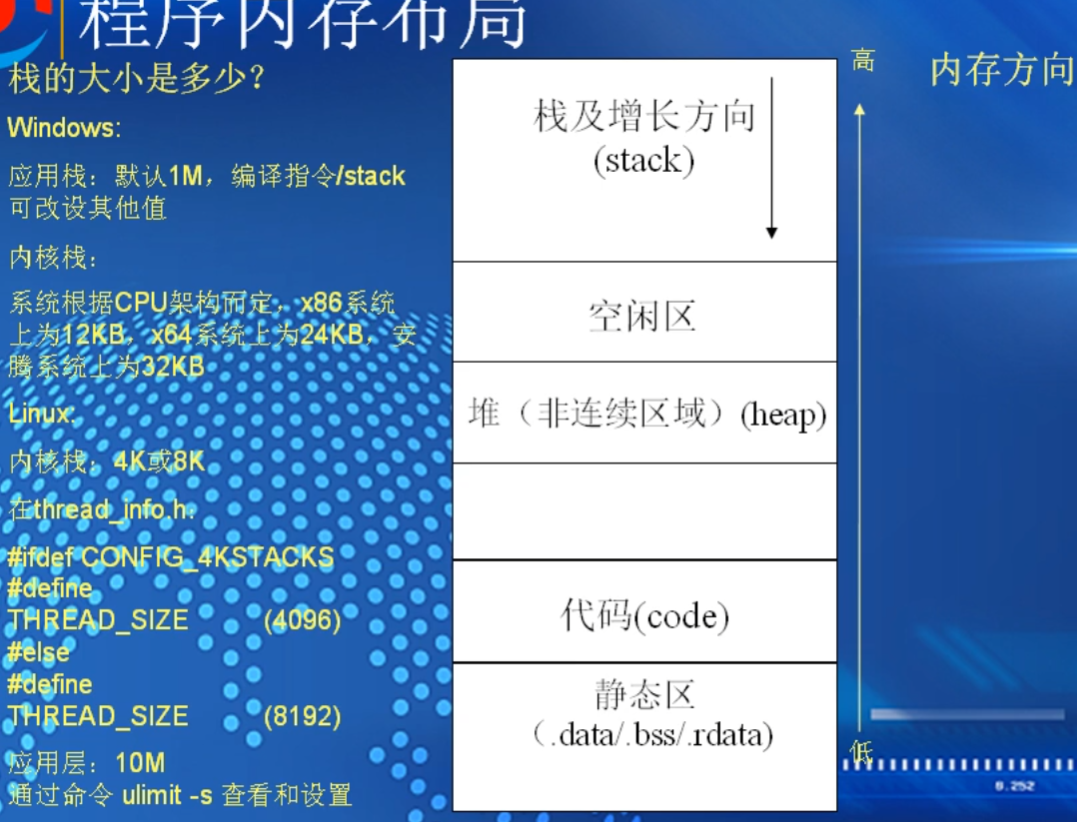 程序内存布局
栈的大小是多少?
Windows:
应用栈：默认1M，编译指令/stack
可改设其他值
内核栈：
系统根据CPU架构而定，x86系统
上为12KB，x64系统上为24KB，安
腾系统上为32KB
Linux:
内核栈：4K或8K
在thread_info.h：
#ifdef CONFIG_4KSTACKS
#define
THREAD_SIZE (4096)
#else
#define
THREAD_SIZE (8192)
应用层：10M
通过命令 ulimit -s 查看和设置
栈及增长方向
(stack)
空闲区
堆（非连续区域）(heap)
代码(code)
静态区
（.data/.bss/.rdata)
高
内存方向
低
0.252